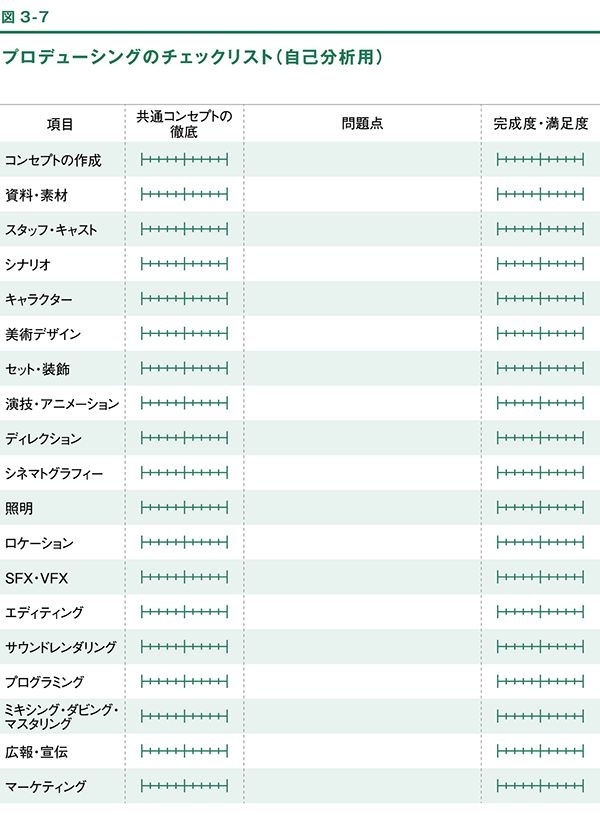 図 3-7
プロデューシングのチェックリスト（自己分析用）
項目
共通コンセプトの
徹底
問題点
完成度・満足度
コンセプトの作成
資料・素材
スタッフ・キャスト
シナリオ
キャラクター
美術デザイン
セット・装飾
演技・アニメーション
ディレクション
シネマトグラフィー
照明
ロケーション
SFX・VFX
エディティング
サウンドレンダリング
プログラミング
ミキシング・ダビング・
マスタリング
広報・宣伝
マーケティング